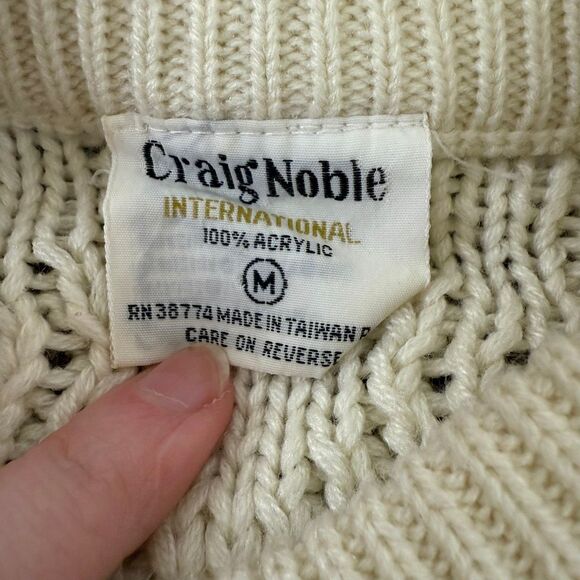 Craig Noble
INTERNATIONAL
100% ACRYLIC
M
RN 38774 MADE IN TAIWAN R
CARE ON REVERSE